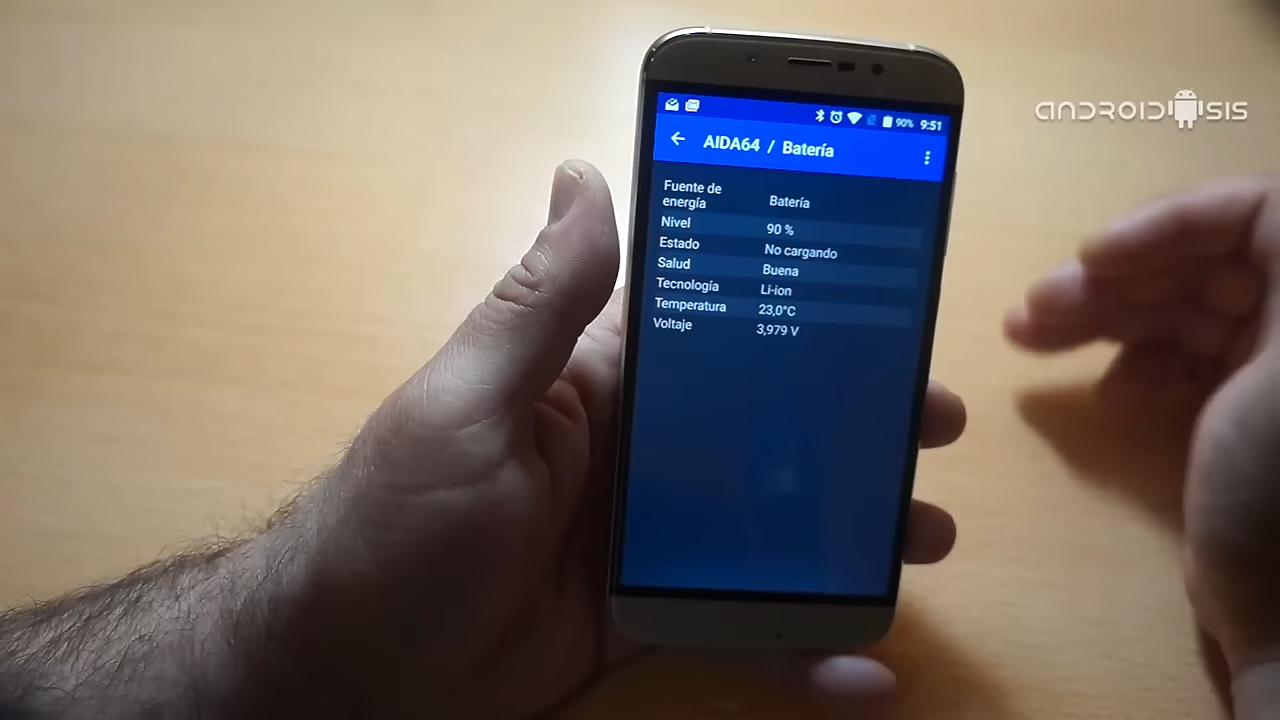 ANDROIDSIS
90% 9:51
AIDA64 / Batería
Fuente de
energía Batería
Nivel 90 %
Estado No cargando
Salud Buena
Tecnología Li-ion
Temperatura 23,0°C
Voltaje 3,979 V